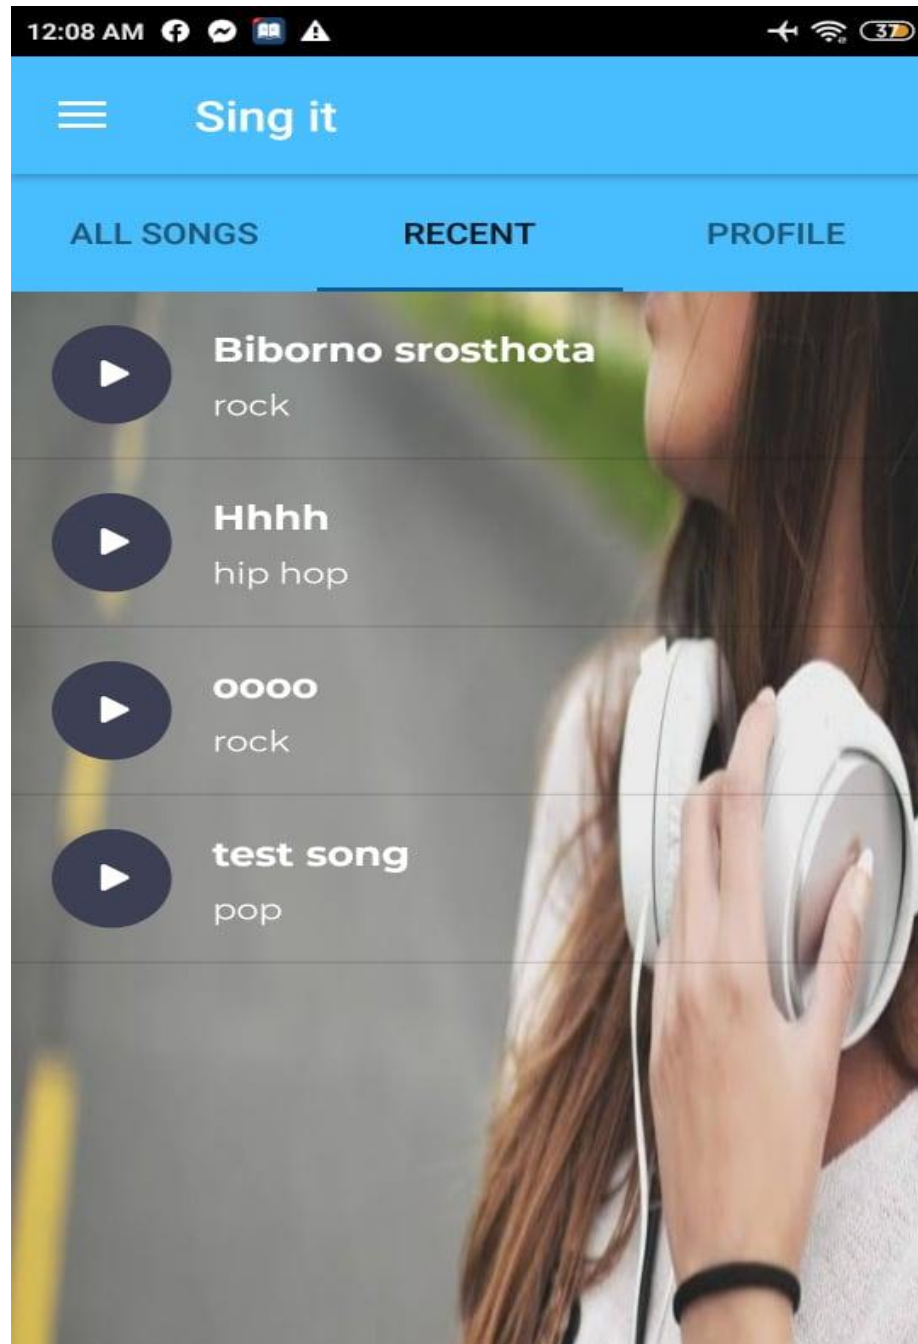 12:08 AM 37
Sing it
ALL SONGS RECENT PROFILE
Biborno srosthota
rock
Hhhh
hip hop
oooo
rock
test song
pop